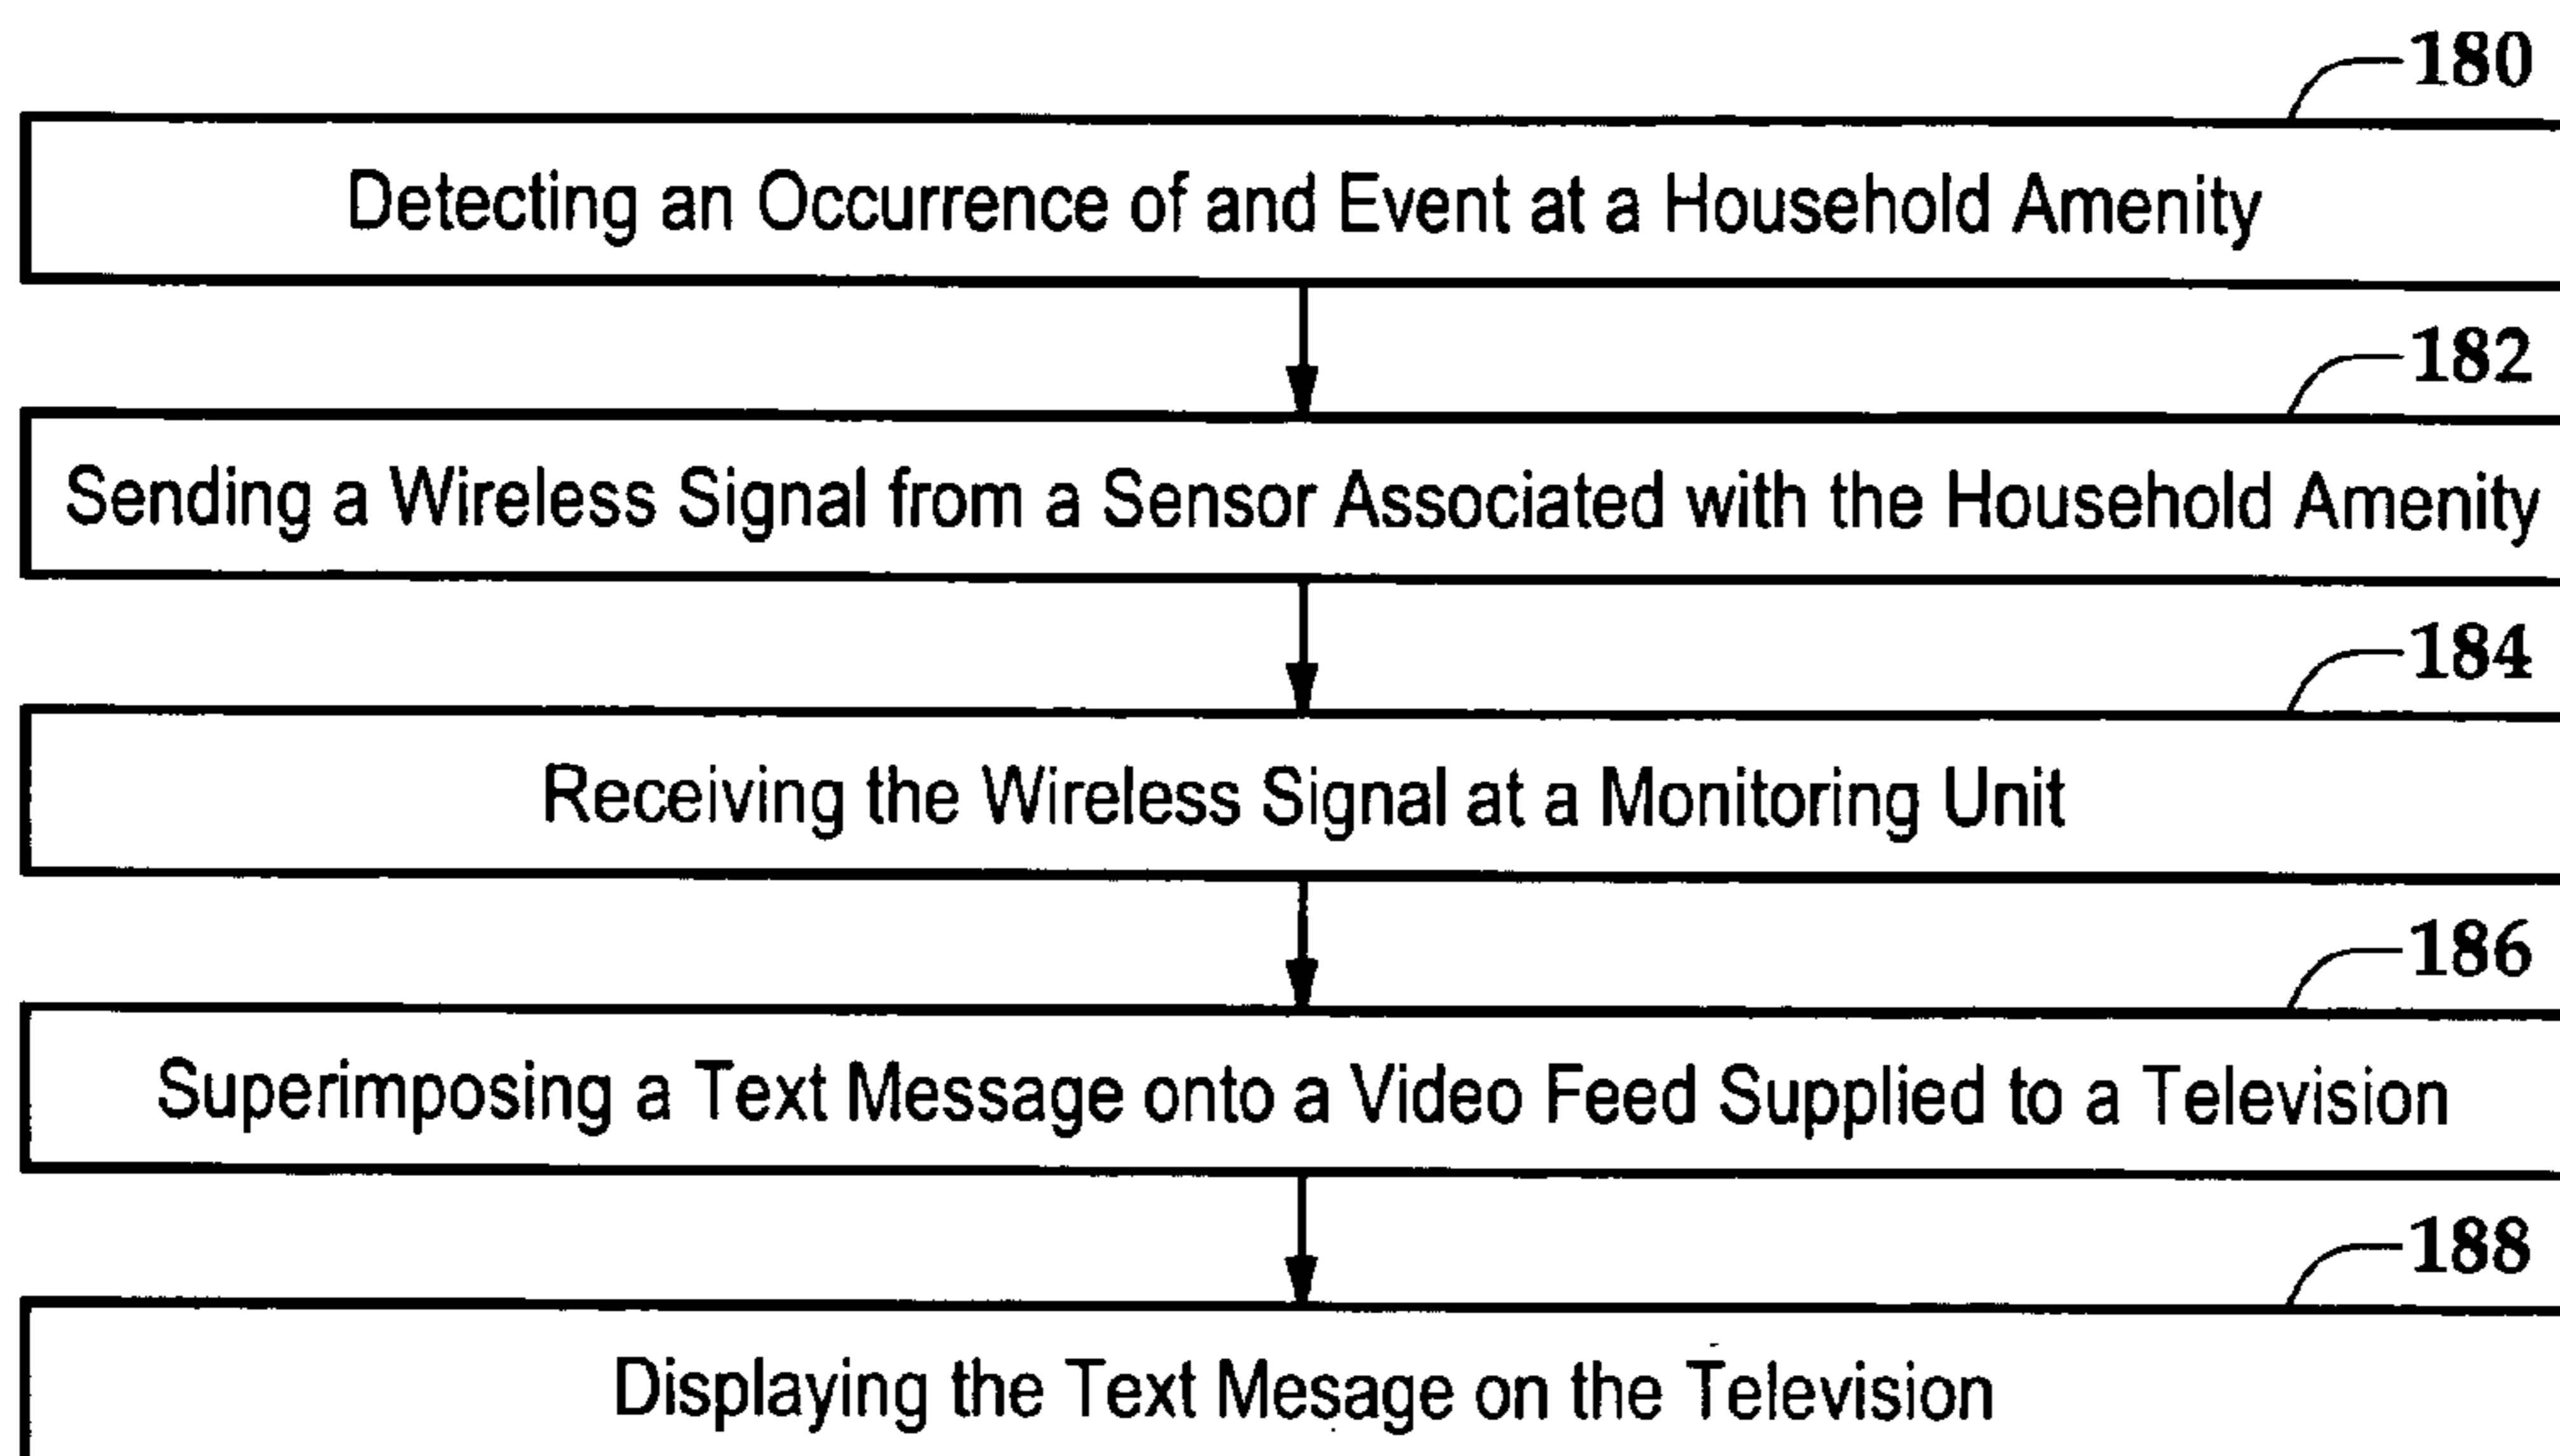 180
Detecting an Occurrence of and Event at a Household Amenity
182
Sending a Wireless Signal from a Sensor Associated with the Household Amenity
184
Receiving the Wireless Signal at a Monitoring Unit
186
Superimposing a Text Message onto a Video Feed Supplied to a Television
188
Displaying the Text Mesage on the Television